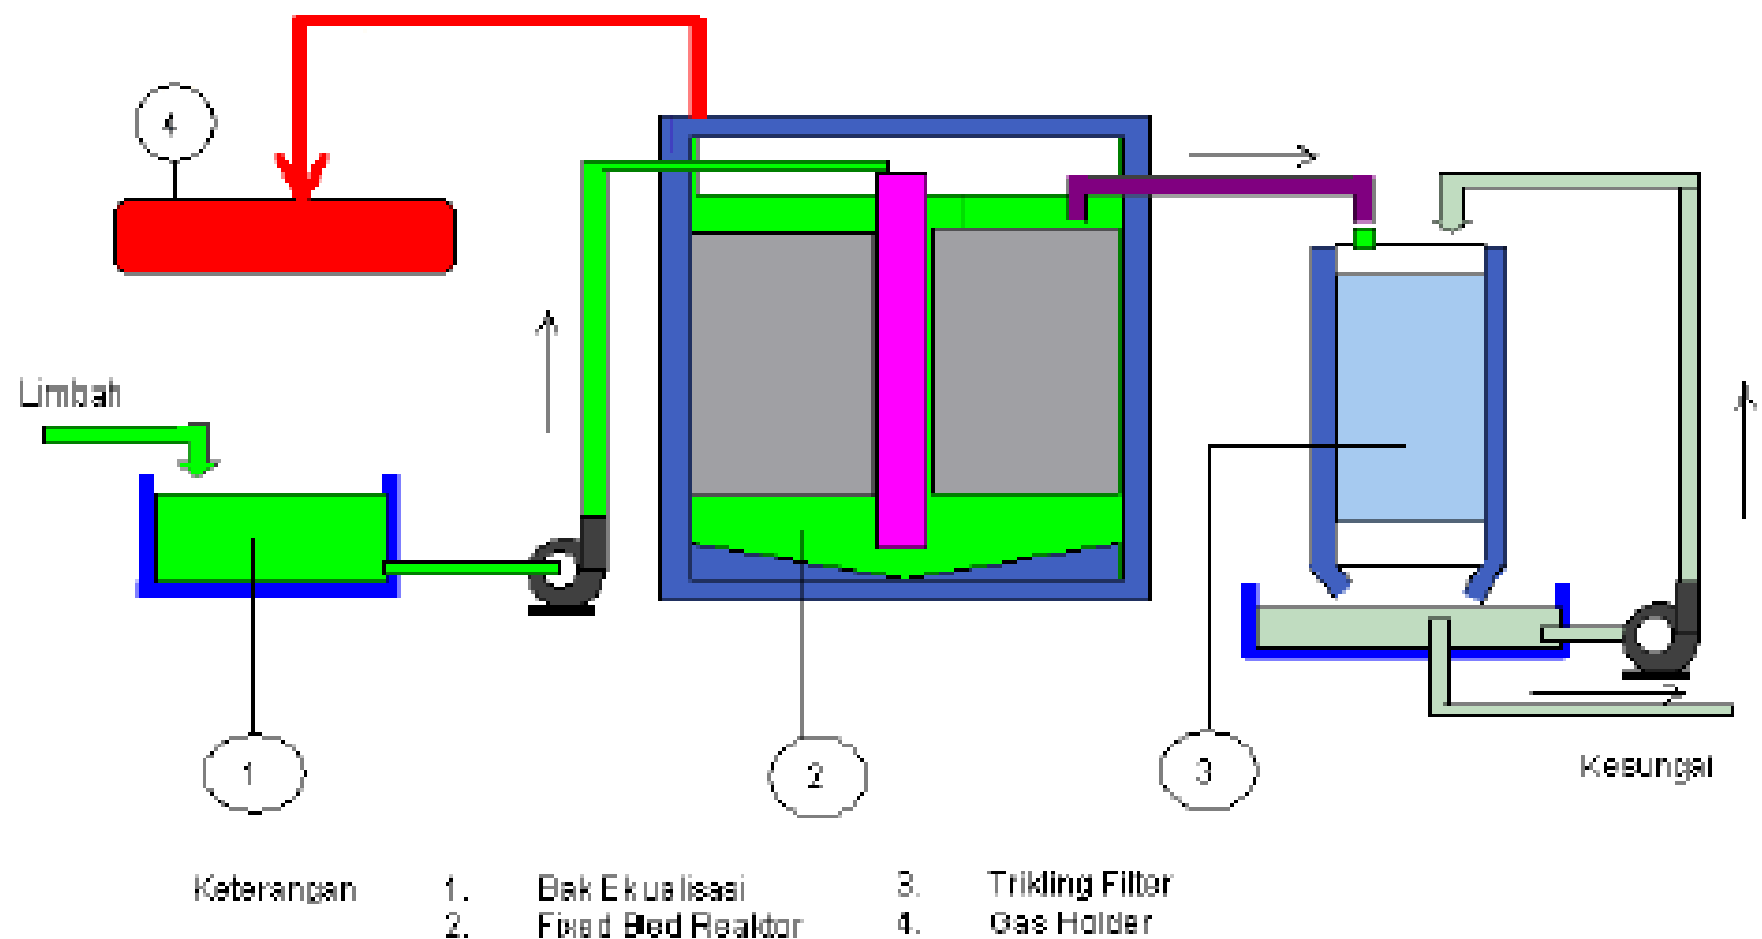 4
Limbah
1
2
3
Kesungai
Keterangan 1. Bak Ekualisasi 3. Trikling Filter
2. Fixed Bed Reaktor 4. Gas Holder